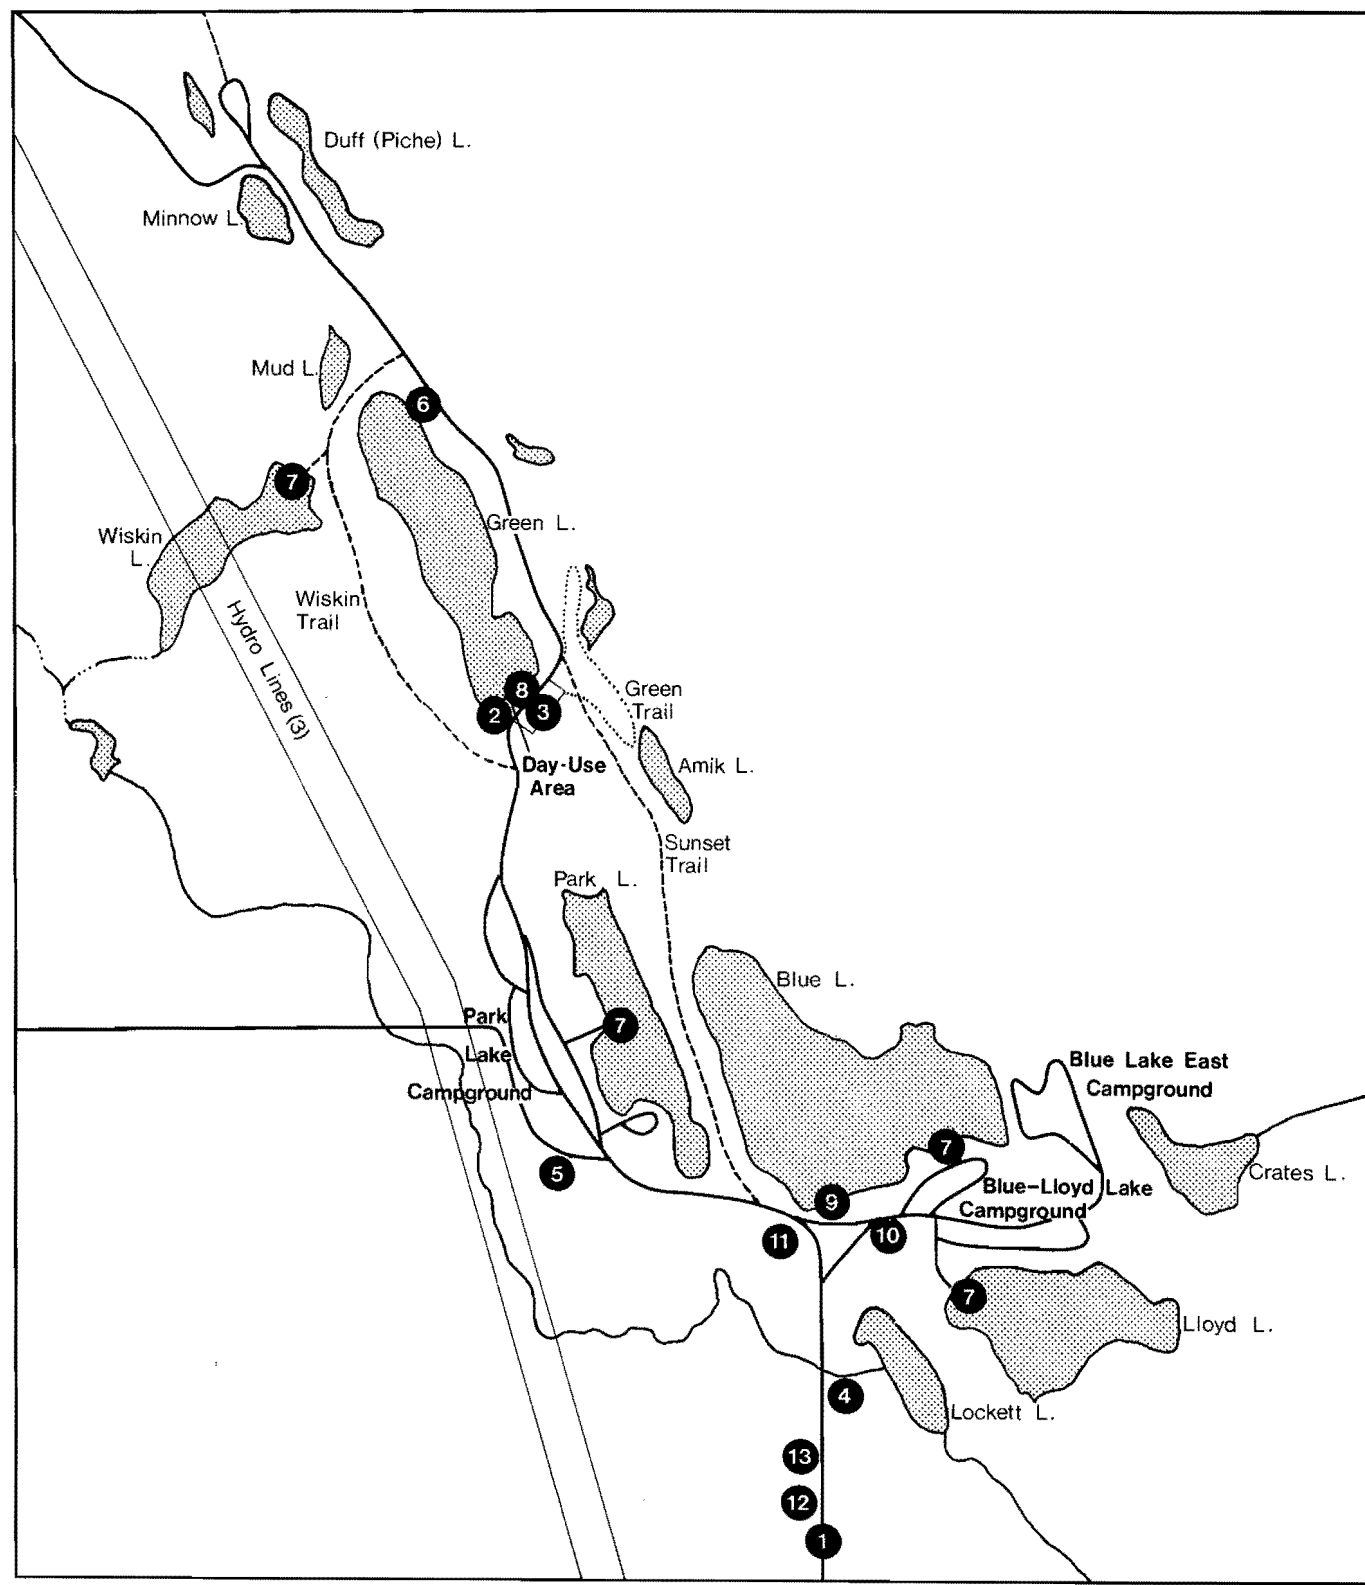 Duff (Piche) L.
Minnow L.
Mud L.
6
7
Green L.
Wiskin
L.
Wiskin
Trail
Hydro Lines (3)
Green
Trail
8
2
3
Day-Use
Area
Amik L.
Sunset
Trail
Park L.
Blue L.
Park
Lake
Campground
7
Blue Lake East
Campground
7
Crates L.
5
Blue-Lloyd Lake
Campground
9
10
11
7
Lloyd L.
4
Lockett L.
13
12
1